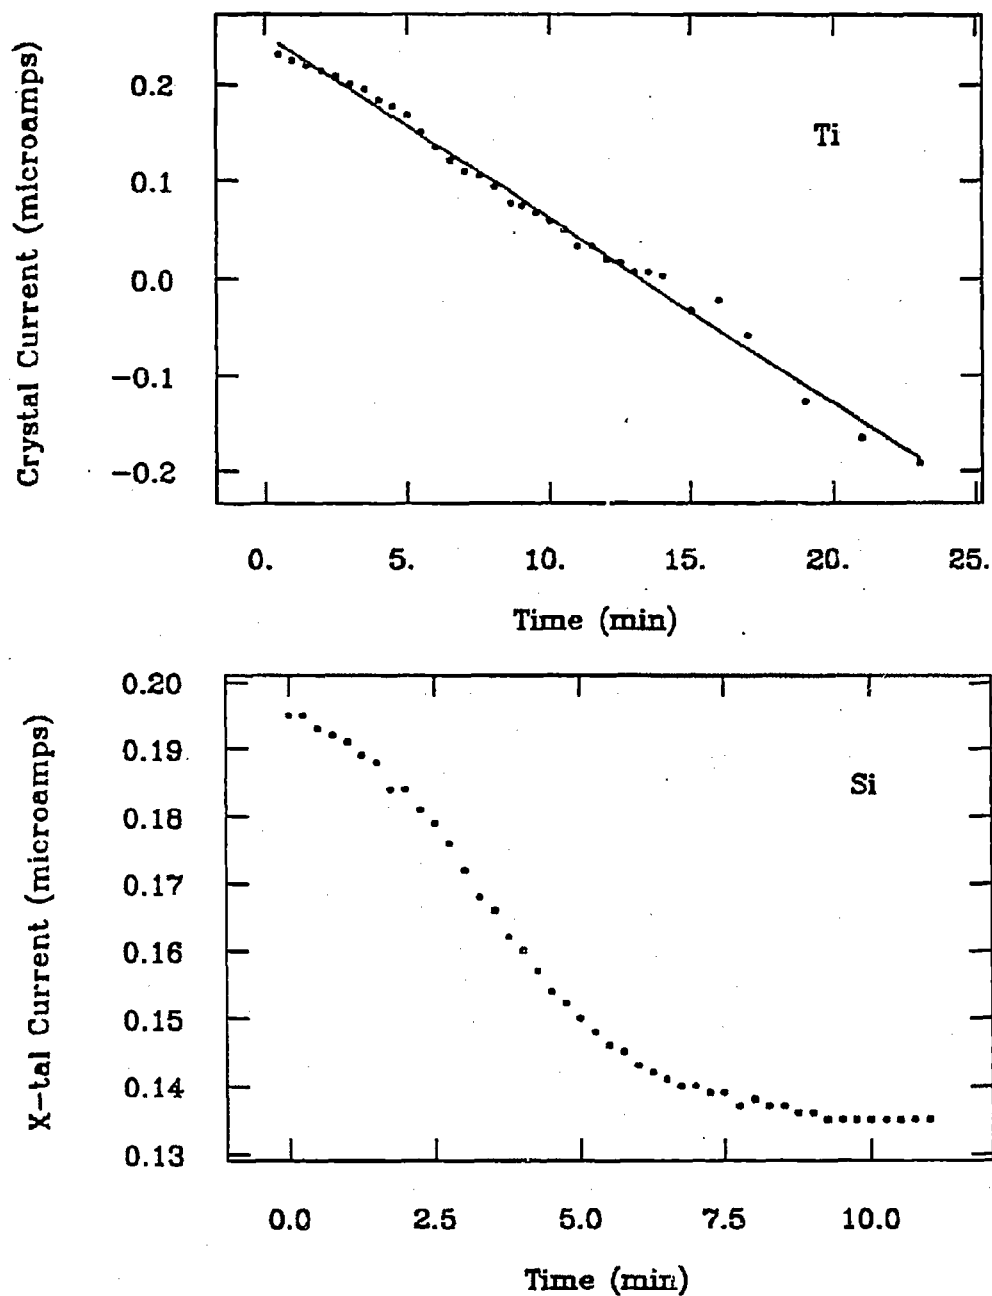 Crystal Current (microamps)
0.2
0.1
0.0
−0.1
−0.2
Ti
0. 5. 10. 15. 20. 25.
Time (min)
X−tal Current (microamps)
0.20
0.19
0.18
0.17
0.16
0.15
0.14
0.13
Si
0.0 2.5 5.0 7.5 10.0
Time (min)